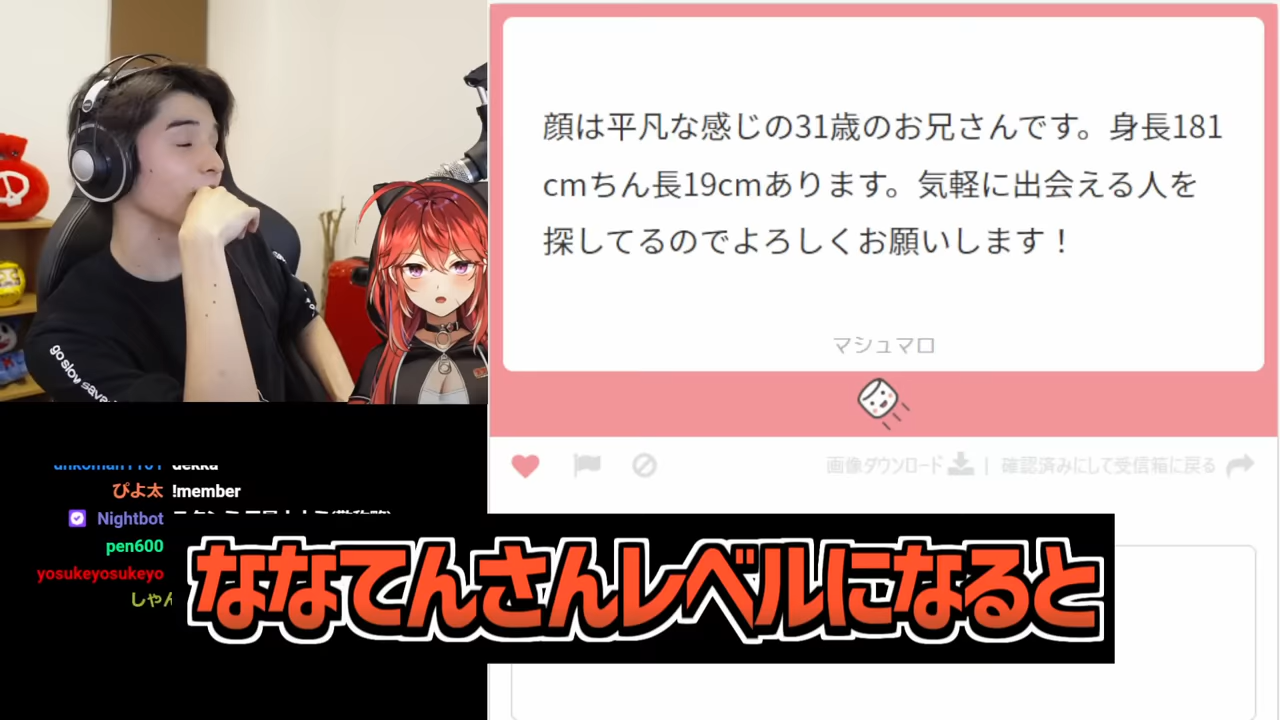 顔は平凡な感じの31歳のお兄さんです。身長181
cmちん長19cmあります。気軽に出会える人を
探してるのでよろしくお願いします！
マシュマロ
画像ダウンロード | 確認済みにして受信箱に戻る
go slow
dekka
ぴよ太 !member
Nightbot
pen600
yosukeyosukeyo
しゃん
ななてんさんレベルになると